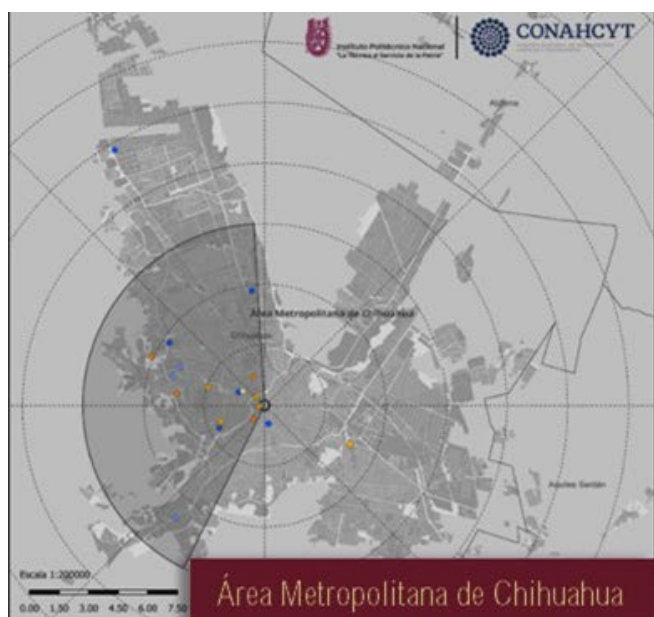 Instituto Politécnico Nacional
"La Técnica al Servicio de la Patria"
CONAHCYT
Aldama
Área Metropolitana de Chihuahua
Chihuahua
Aquiles Serdán
Escala 1:200000
0.00 1.50 3.00 4.50 6.00 7.50
Área Metropolitana de Chihuahua